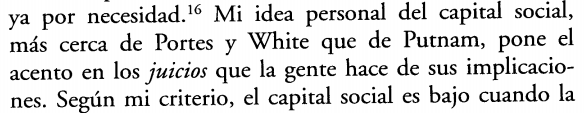 ya por necesidad.¹⁶ Mi idea personal del capital social,
más cerca de Portes y White que de Putnam, pone el
acento en los juicios que la gente hace de sus implicacio-
nes. Según mi criterio, el capital social es bajo cuando la